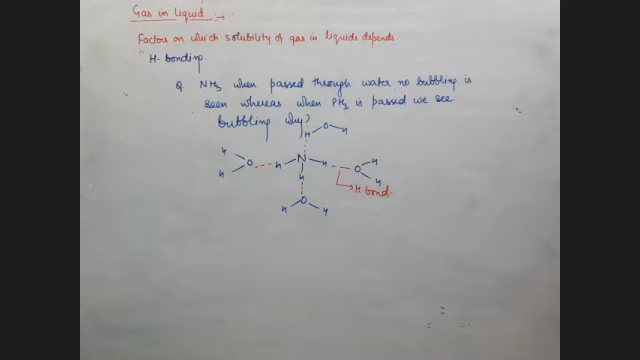 Gas in liquid :→
Factors on which solubility of gas in liquids depends.
H-bonding.
Q NH3 when passed through water no bubbling is
seen whereas when PH3 is passed we see
bubbling why?
H O H
H O H H N H O H H
H
H O H
H.bond.